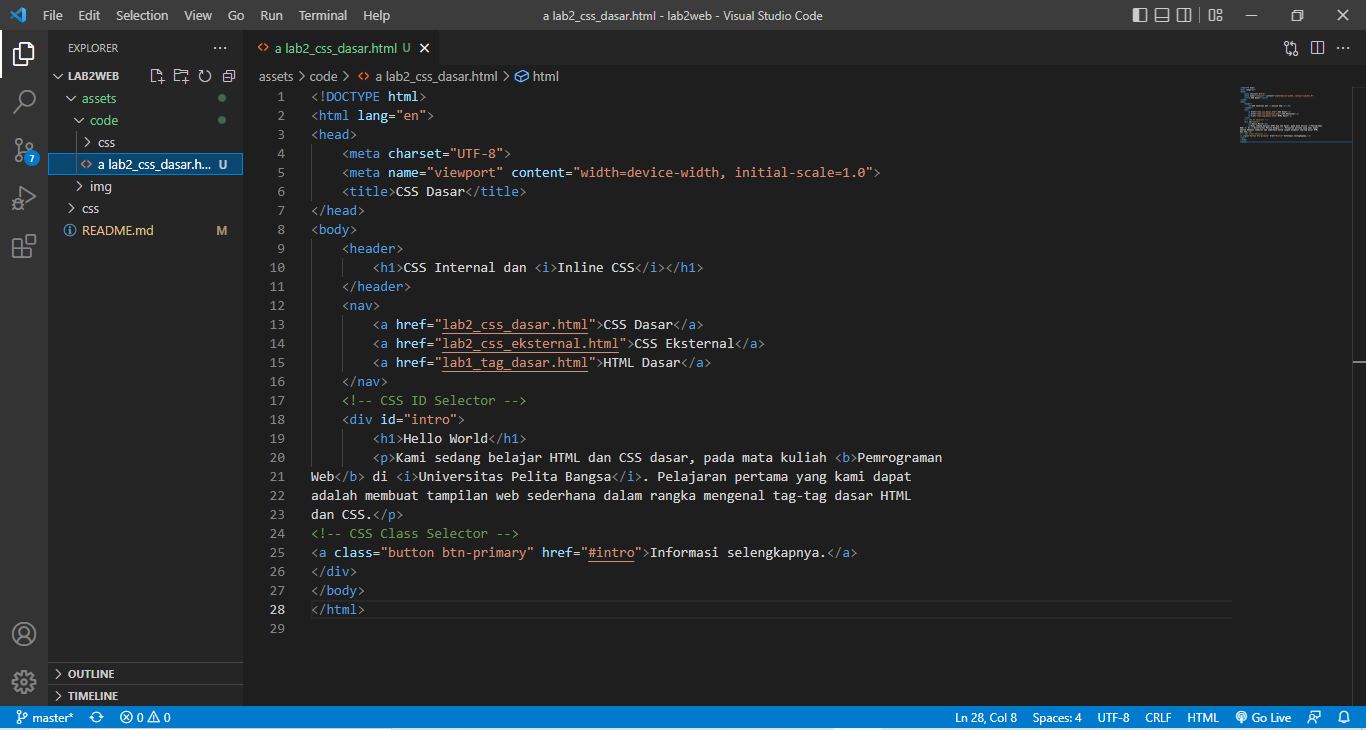 File Edit Selection View Go Run Terminal Help
a lab2_css_dasar.html - lab2web - Visual Studio Code
EXPLORER
LAB2WEB
assets
code
css
a lab2_css_dasar.h... U
img
css
README.md M
7
OUTLINE
TIMELINE
a lab2_css_dasar.html U
assets > code > a lab2_css_dasar.html > html
1 <!DOCTYPE html>
2 <html lang="en">
3 <head>
4 <meta charset="UTF-8">
5 <meta name="viewport" content="width=device-width, initial-scale=1.0">
6 <title>CSS Dasar</title>
7 </head>
8 <body>
9 <header>
10 <h1>CSS Internal dan <i>Inline CSS</i></h1>
11 </header>
12 <nav>
13 <a href="lab2_css_dasar.html">CSS Dasar</a>
14 <a href="lab2_css_eksternal.html">CSS Eksternal</a>
15 <a href="lab1_tag_dasar.html">HTML Dasar</a>
16 </nav>
17 <!-- CSS ID Selector -->
18 <div id="intro">
19 <h1>Hello World</h1>
20 <p>Kami sedang belajar HTML dan CSS dasar, pada mata kuliah <b>Pemrograman
21 Web</b> di <i>Universitas Pelita Bangsa</i>. Pelajaran pertama yang kami dapat
22 adalah membuat tampilan web sederhana dalam rangka mengenal tag-tag dasar HTML
23 dan CSS.</p>
24 <!-- CSS Class Selector -->
25 <a class="button btn-primary" href="#intro">Informasi selengkapnya.</a>
26 </div>
27 </body>
28 </html>
29
master* 0 0 Ln 28, Col 8 Spaces: 4 UTF-8 CRLF HTML Go Live